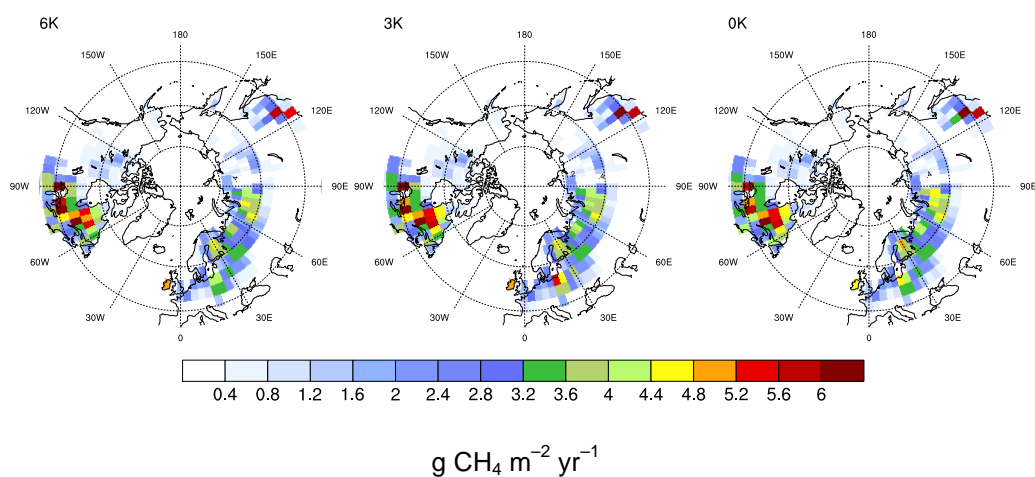 6K 3K 0K
180 180 180
150W 150E 150W 150E 150W 150E
120W 120E 120W 120E 120W 120E
90W 90E 90W 90E 90W 90E
60W 60E 60W 60E 60W 60E
30W 30E 30W 30E 30W 30E
0 0 0
0.4 0.8 1.2 1.6 2 2.4 2.8 3.2 3.6 4 4.4 4.8 5.2 5.6 6
g CH₄ m⁻² yr⁻¹